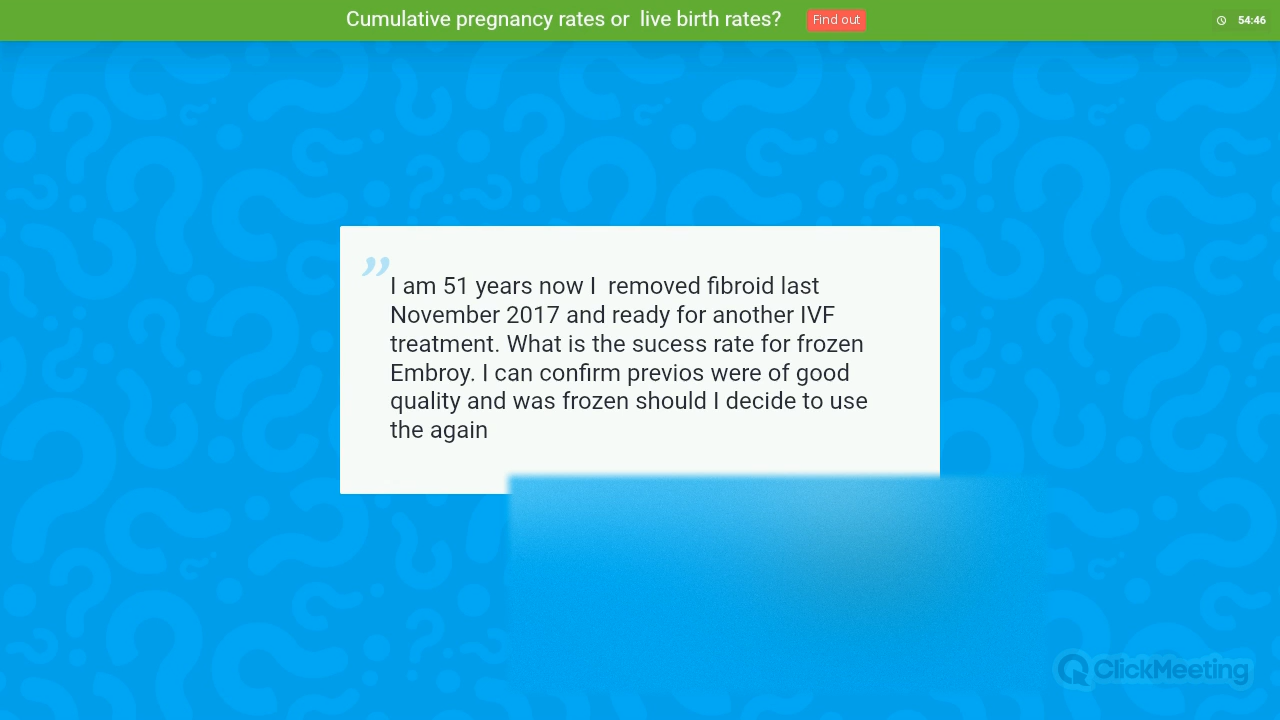 Cumulative pregnancy rates or  live birth rates?
Find out
54:46
”
I am 51 years now I  removed fibroid last
November 2017 and ready for another IVF
treatment. What is the sucess rate for frozen
Embroy. I can confirm previos were of good
quality and was frozen should I decide to use
the again
ClickMeeting